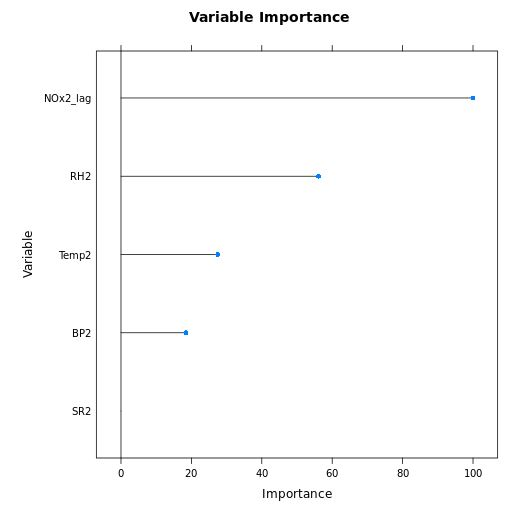 Variable Importance
NOx2_lag
RH2
Temp2
BP2
SR2
Variable
0 20 40 60 80 100
Importance